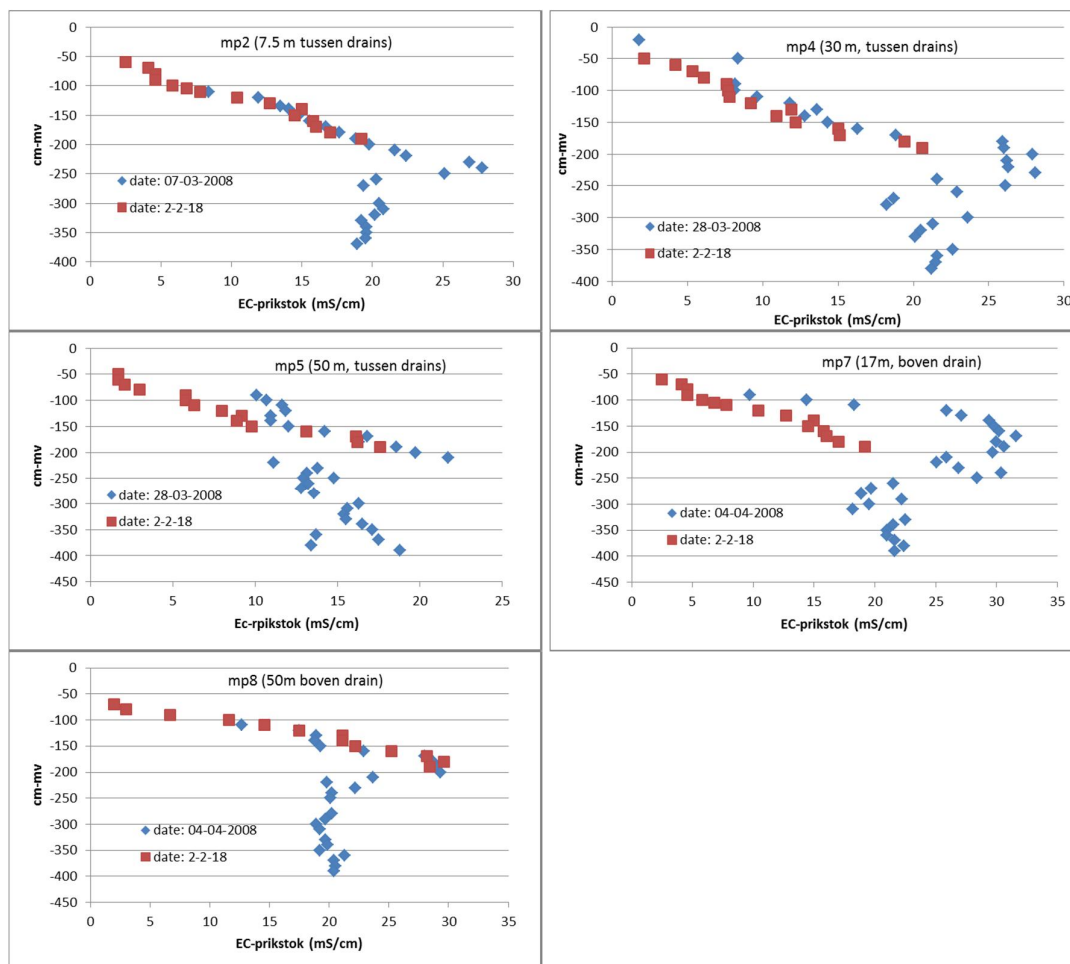 mp2 (7.5 m tussen drains)
0
-50
-100
-150
-200
-250
-300
-350
-400
cm-mv
date: 07-03-2008
date: 2-2-18
0 5 10 15 20 25 30
EC-prikstok (mS/cm)
mp4 (30 m, tussen drains)
0
-50
-100
-150
-200
-250
-300
-350
-400
cm-mv
date: 28-03-2008
date: 2-2-18
0 5 10 15 20 25 30
EC-prikstok (mS/cm)
mp5 (50 m, tussen drains)
0
-50
-100
-150
-200
-250
-300
-350
-400
-450
cm-mv
date: 28-03-2008
date: 2-2-18
0 5 10 15 20 25
Ec-rpikstok (mS/cm)
mp7 (17m, boven drain)
0
-50
-100
-150
-200
-250
-300
-350
-400
-450
cm-mv
date: 04-04-2008
date: 2-2-18
0 5 10 15 20 25 30 35
EC-prikstok (mS/cm)
mp8 (50m boven drain)
0
-50
-100
-150
-200
-250
-300
-350
-400
-450
cm-mv
date: 04-04-2008
date: 2-2-18
0 5 10 15 20 25 30 35
EC-prikstok (mS/cm)